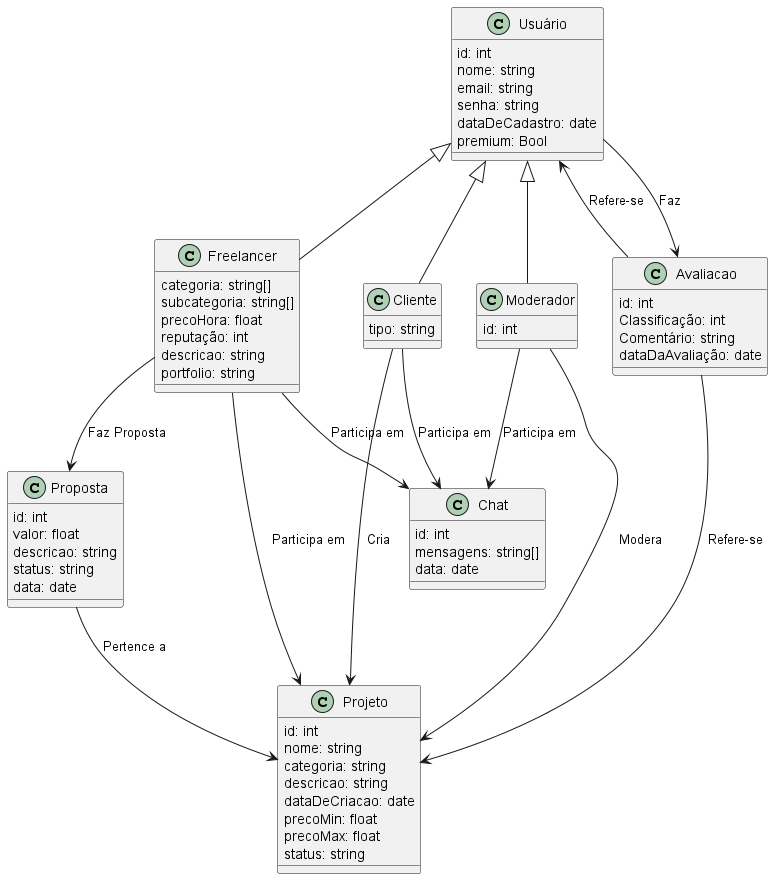 C Usuário
id: int
nome: string
email: string
senha: string
dataDeCadastro: date
premium: Bool
Refere-se
Faz
C Freelancer
categoria: string[]
subcategoria: string[]
precoHora: float
reputação: int
descricao: string
portfolio: string
C Cliente
tipo: string
C Moderador
id: int
C Avaliacao
id: int
Classificação: int
Comentário: string
dataDaAvaliação: date
Faz Proposta
Participa em
Participa em
Participa em
C Proposta
id: int
valor: float
descricao: string
status: string
data: date
C Chat
id: int
mensagens: string[]
data: date
Participa em
Cria
Modera
Refere-se
Pertence a
C Projeto
id: int
nome: string
categoria: string
descricao: string
dataDeCriacao: date
precoMin: float
precoMax: float
status: string